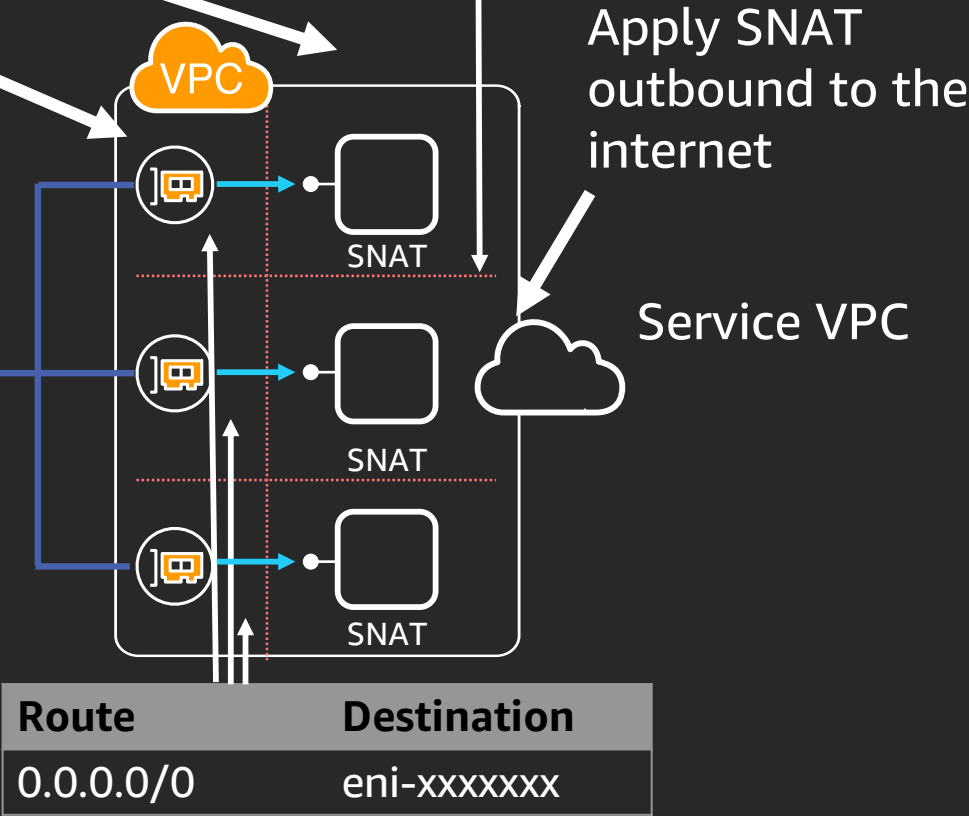 Apply SNAT
outbound to the
internet
VPC
SNAT
Service VPC
SNAT
SNAT
Route Destination
0.0.0.0/0 eni-xxxxxxx